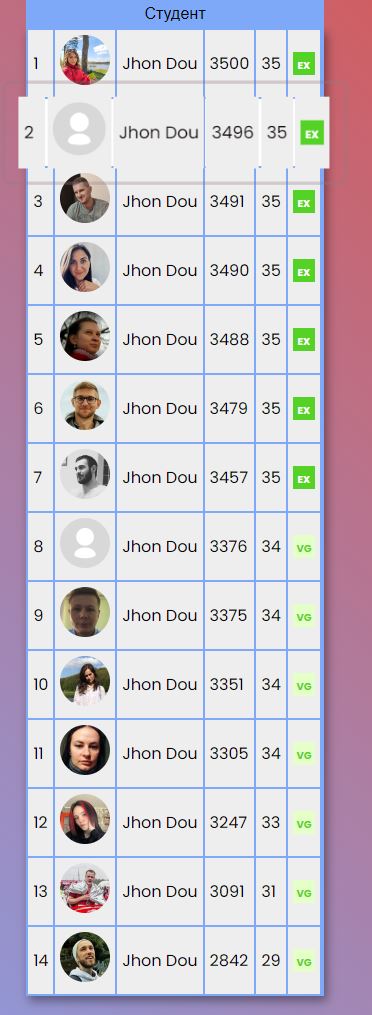 Студент
1 Jhon Dou 3500 35 EX
2 Jhon Dou 3496 35 EX
3 Jhon Dou 3491 35 EX
4 Jhon Dou 3490 35 EX
5 Jhon Dou 3488 35 EX
6 Jhon Dou 3479 35 EX
7 Jhon Dou 3457 35 EX
8 Jhon Dou 3376 34 VG
9 Jhon Dou 3375 34 VG
10 Jhon Dou 3351 34 VG
11 Jhon Dou 3305 34 VG
12 Jhon Dou 3247 33 VG
13 Jhon Dou 3091 31 VG
14 Jhon Dou 2842 29 VG